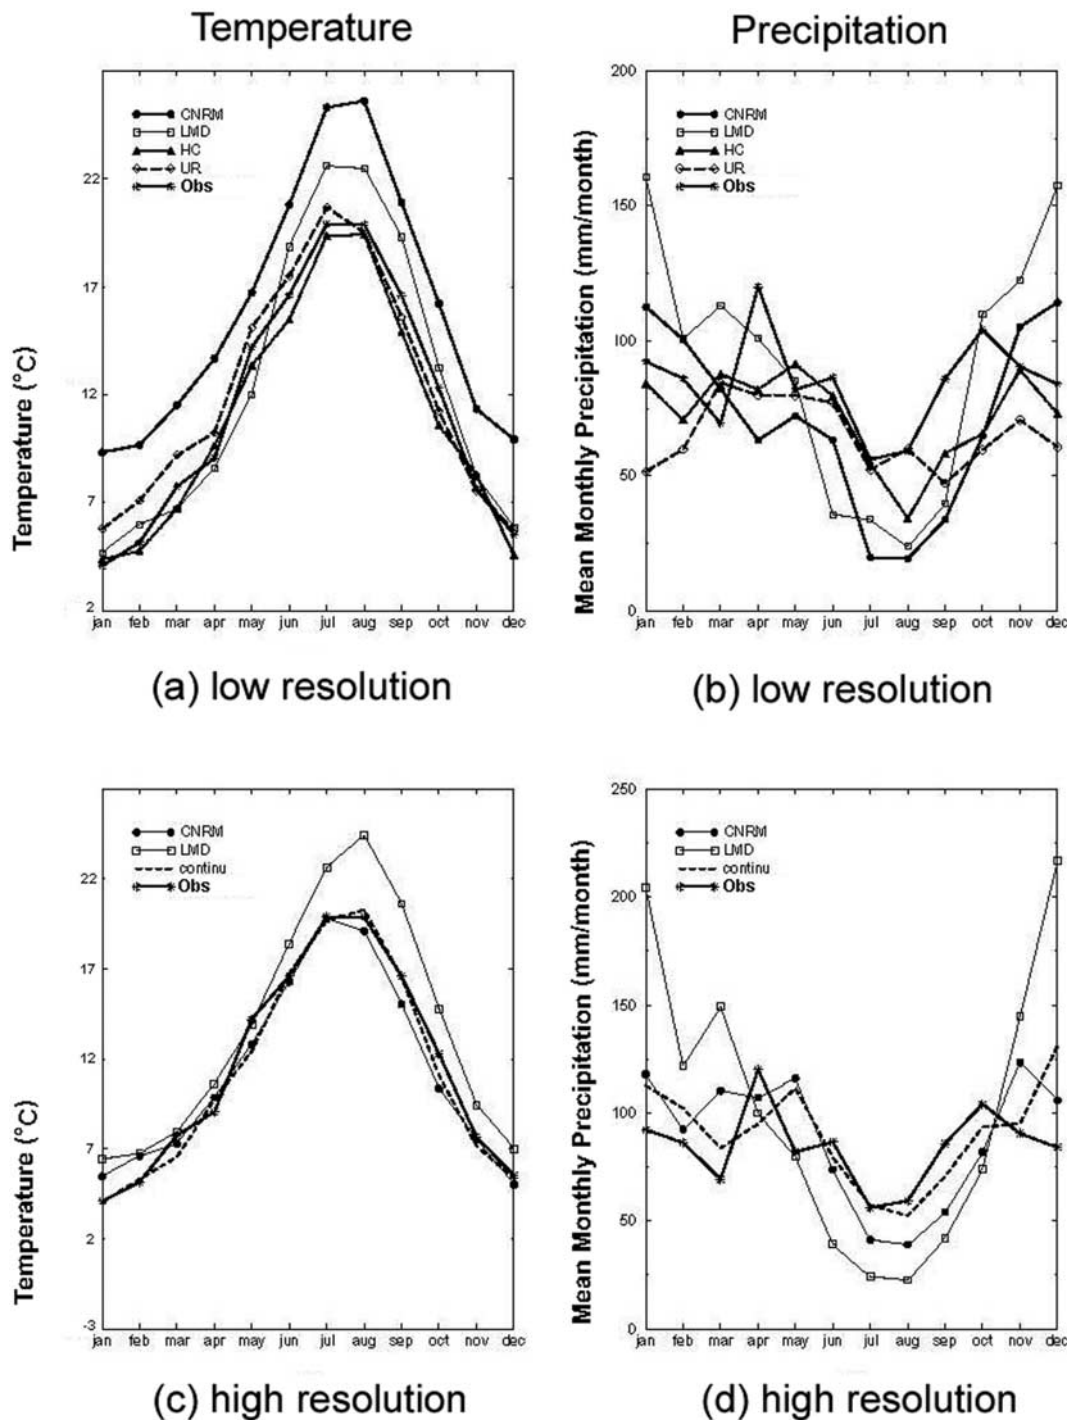 Temperature
Precipitation
CNRM
LMD
HC
UR
Obs
22
17
12
7
2
Temperature (°C)
jan feb mar apr may jun jul aug sep oct nov dec
(a) low resolution
CNRM
LMD
HC
UR
Obs
200
150
100
50
0
Mean Monthly Precipitation (mm/month)
jan feb mar apr may jun jul aug sep oct nov dec
(b) low resolution
CNRM
LMD
continu
Obs
22
17
12
7
2
-3
Temperature (°C)
jan feb mar apr may jun jul aug sep oct nov dec
(c) high resolution
CNRM
LMD
continu
Obs
250
200
150
100
50
0
Mean Monthly Precipitation (mm/month)
jan feb mar apr may jun jul aug sep oct nov dec
(d) high resolution